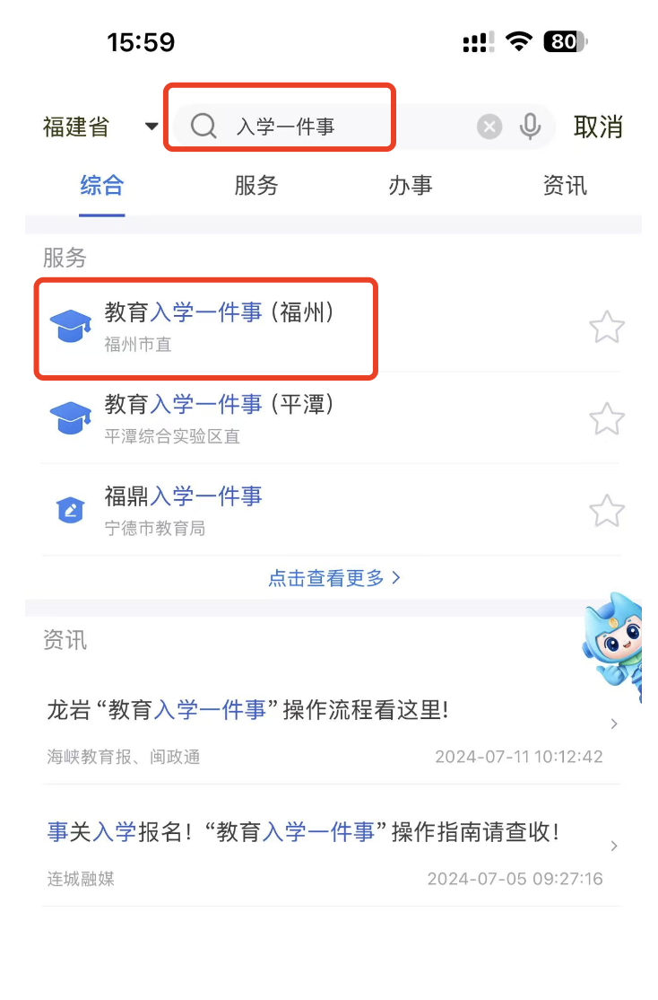 15:59
80
福建省
入学一件事
取消
综合
服务
办事
资讯
服务
教育入学一件事（福州）
福州市直
教育入学一件事（平潭）
平潭综合实验区直
福鼎入学一件事
宁德市教育局
点击查看更多
资讯
龙岩“教育入学一件事”操作流程看这里!
海峡教育报、闽政通
2024-07-11 10:12:42
事关入学报名！“教育入学一件事”操作指南请查收！
连城融媒
2024-07-05 09:27:16